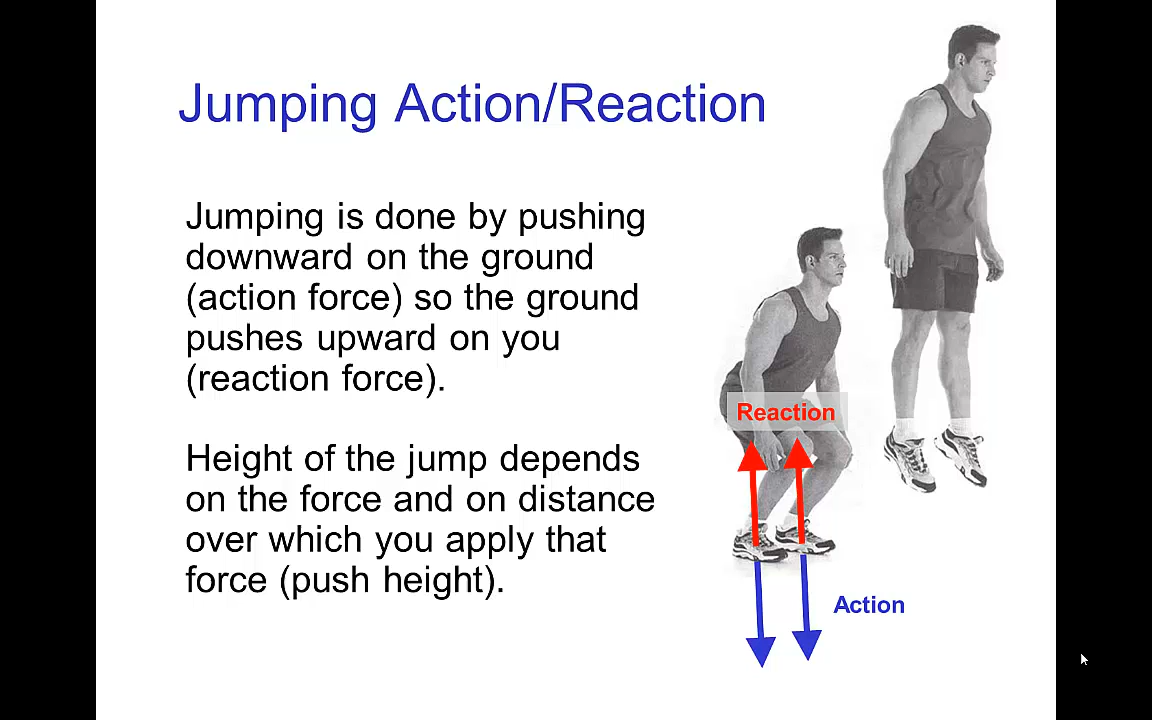 Jumping Action/Reaction
Jumping is done by pushing
downward on the ground
(action force) so the ground
pushes upward on you
(reaction force).
Height of the jump depends
on the force and on distance
over which you apply that
force (push height).
Reaction
Action